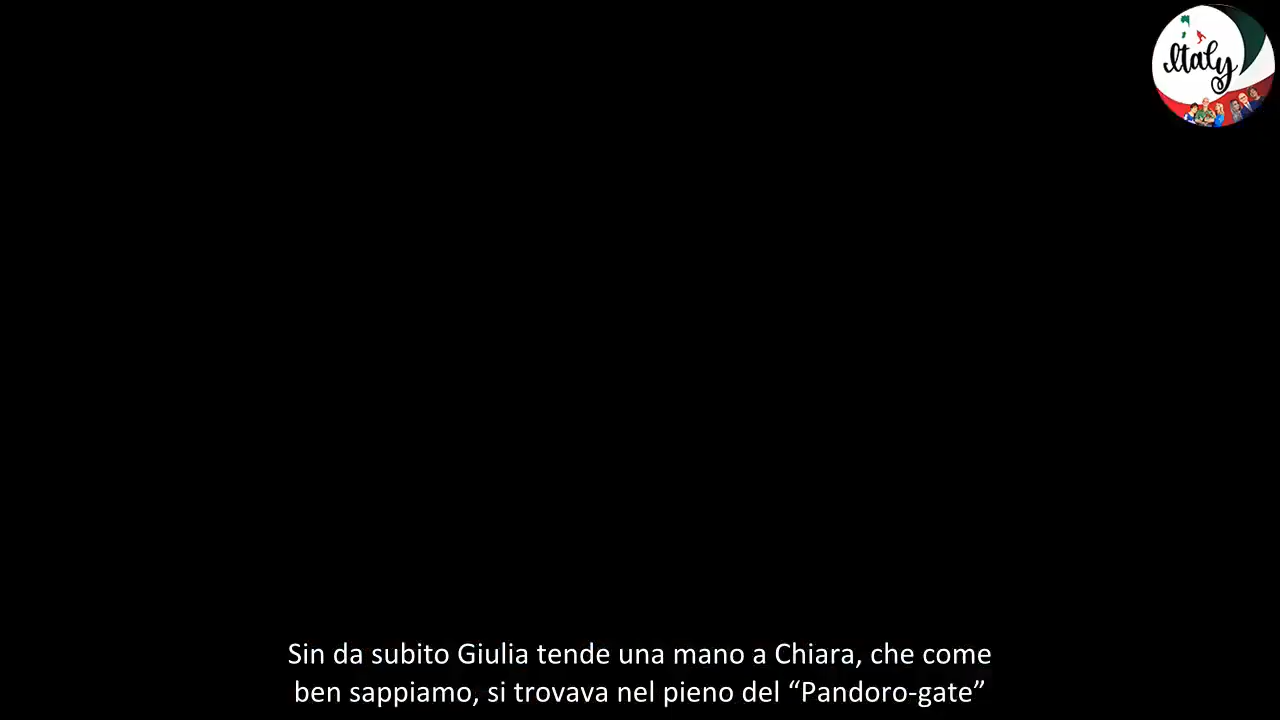 Italy
Sin da subito Giulia tende una mano a Chiara, che come
ben sappiamo, si trovava nel pieno del “Pandoro-gate”